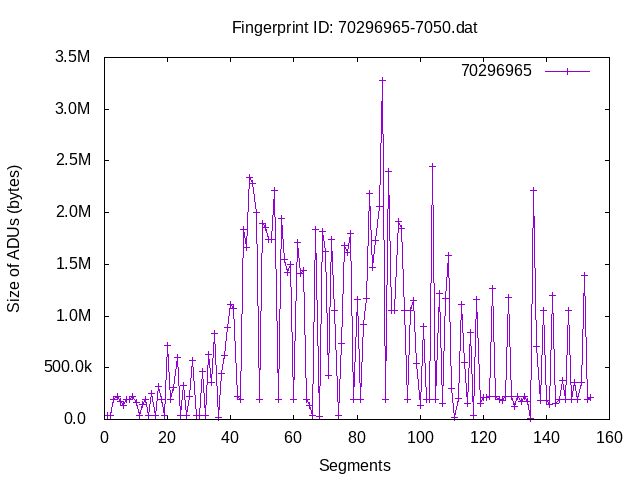 Fingerprint ID: 70296965-7050.dat
3.5M
70296965
3.0M
2.5M
2.0M
1.5M
1.0M
500.0k
0.0
Size of ADUs (bytes)
0 20 40 60 80 100 120 140 160
Segments